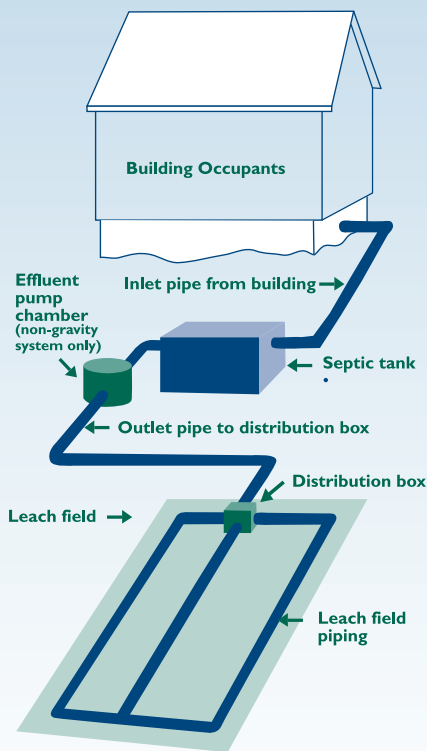 Building Occupants
Inlet pipe from building
Effluent
pump
chamber
(non-gravity
system only)
Septic tank
Outlet pipe to distribution box
Distribution box
Leach field
Leach field
piping